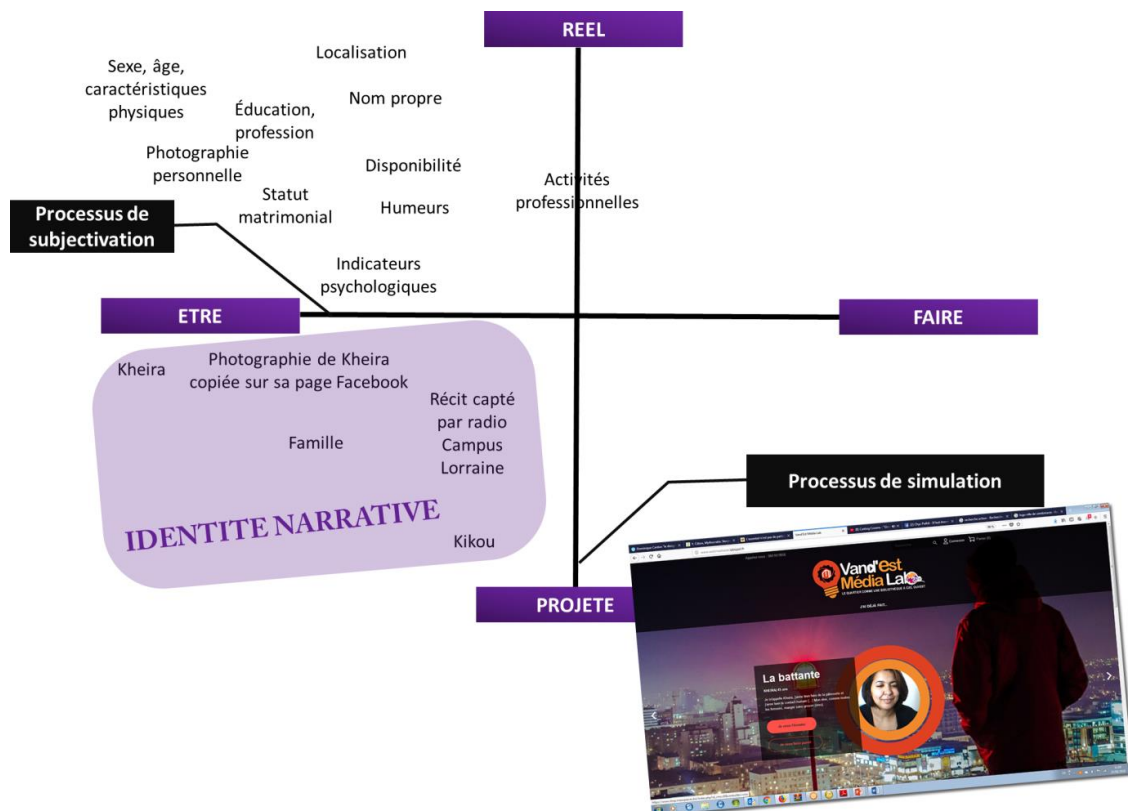 REEL
Localisation
Sexe, âge,
caractéristiques
physiques
Nom propre
Éducation,
profession
Photographie
personnelle
Disponibilité
Activités
professionnelles
Statut
matrimonial
Humeurs
Processus de
subjectivation
Indicateurs
psychologiques
ETRE
FAIRE
Kheira
Photographie de Kheira
copiée sur sa page Facebook
Récit capté
par radio
Campus
Lorraine
Famille
IDENTITE NARRATIVE
Kikou
Processus de simulation
PROJETE
Vand'Est
Média Lab
La battante